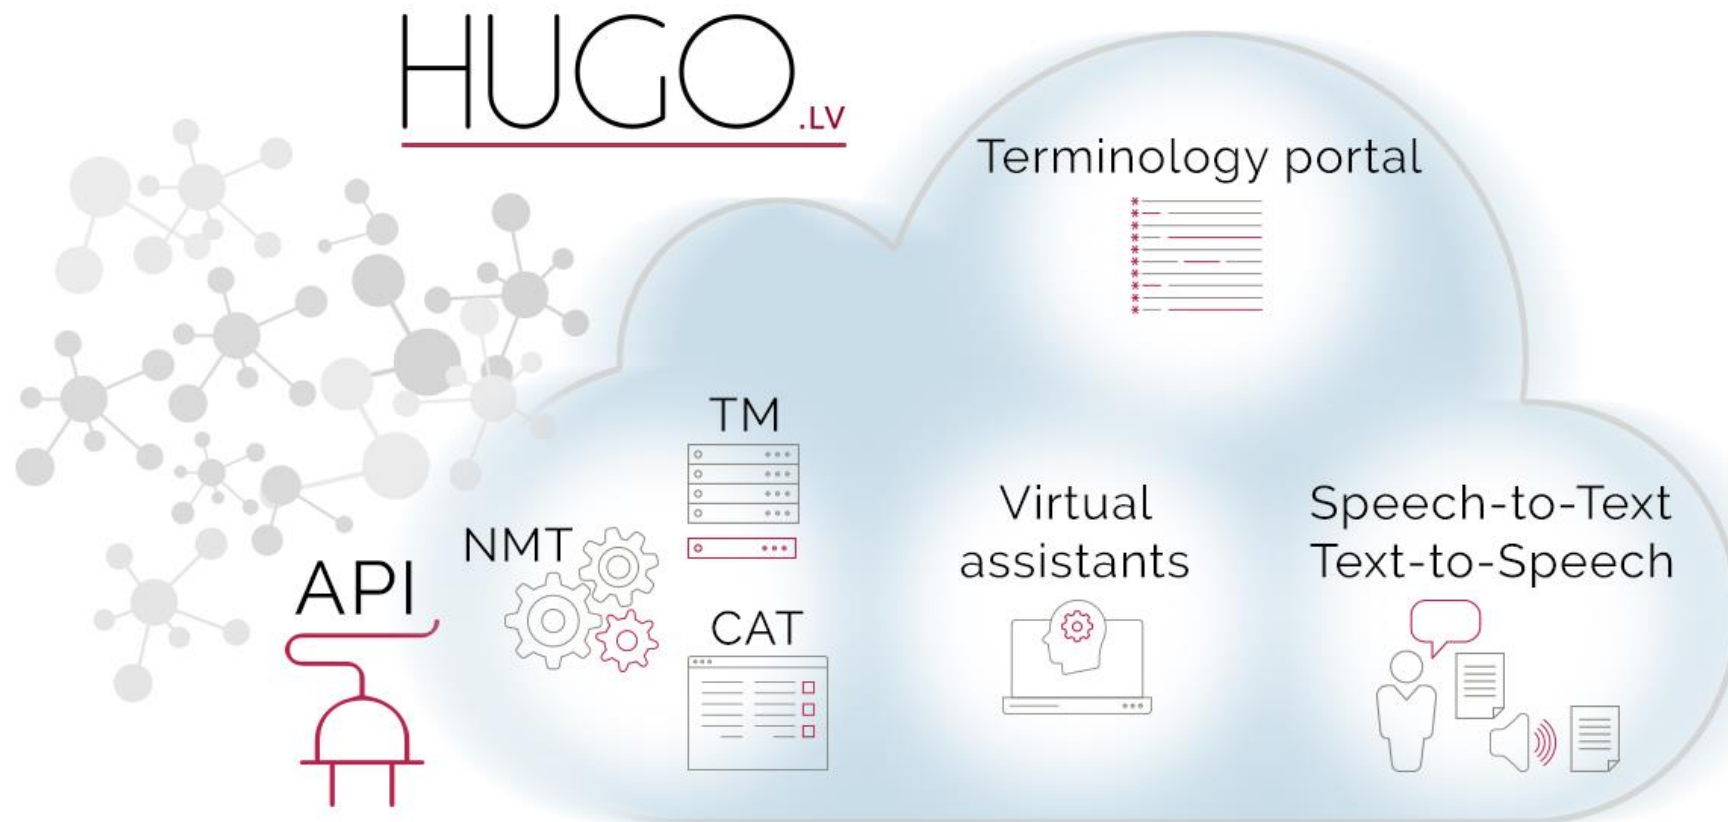 HUGO.LV
Terminology portal
TM
NMT
API
CAT
Virtual
assistants
Speech-to-Text
Text-to-Speech